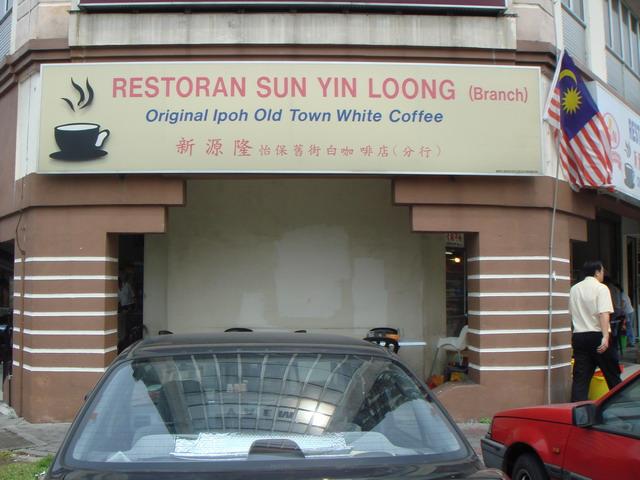 RESTORAN SUN YIN LOONG (Branch)
Original Ipoh Old Town White Coffee
新源隆怡保舊街白咖啡店(分行)